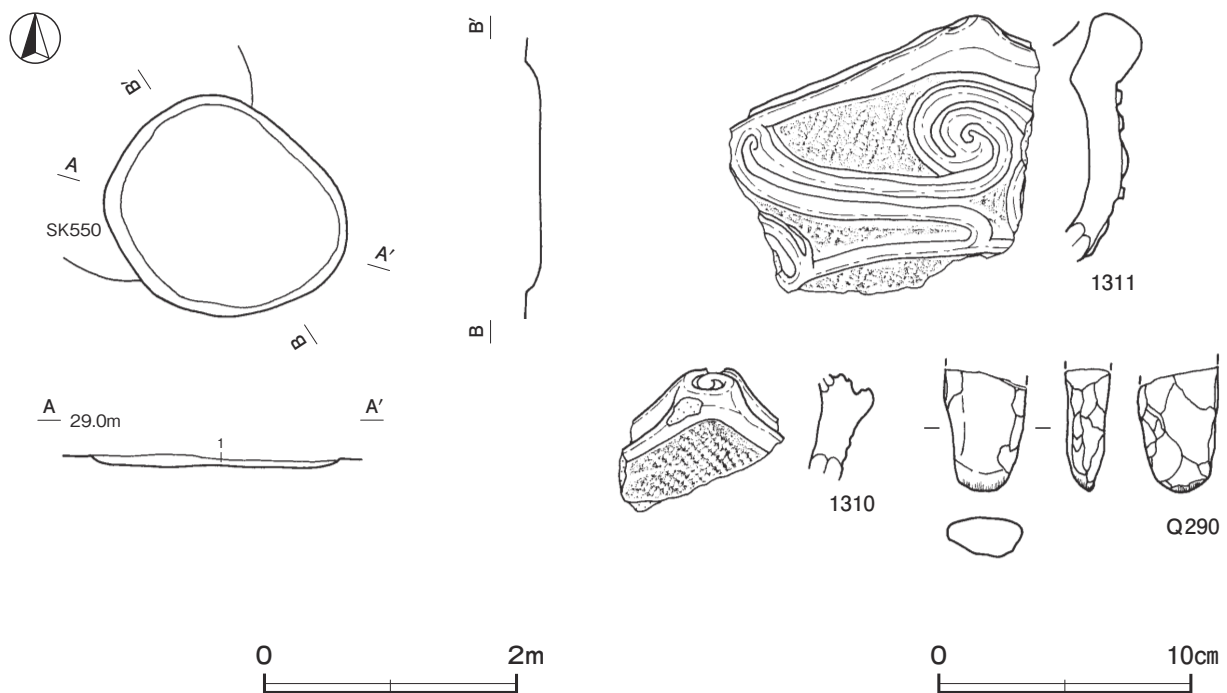 B′
B′
A
SK550
A′
B
B
A 29.0m A′
1
1311
1310
Q290
0 2m
0 10cm